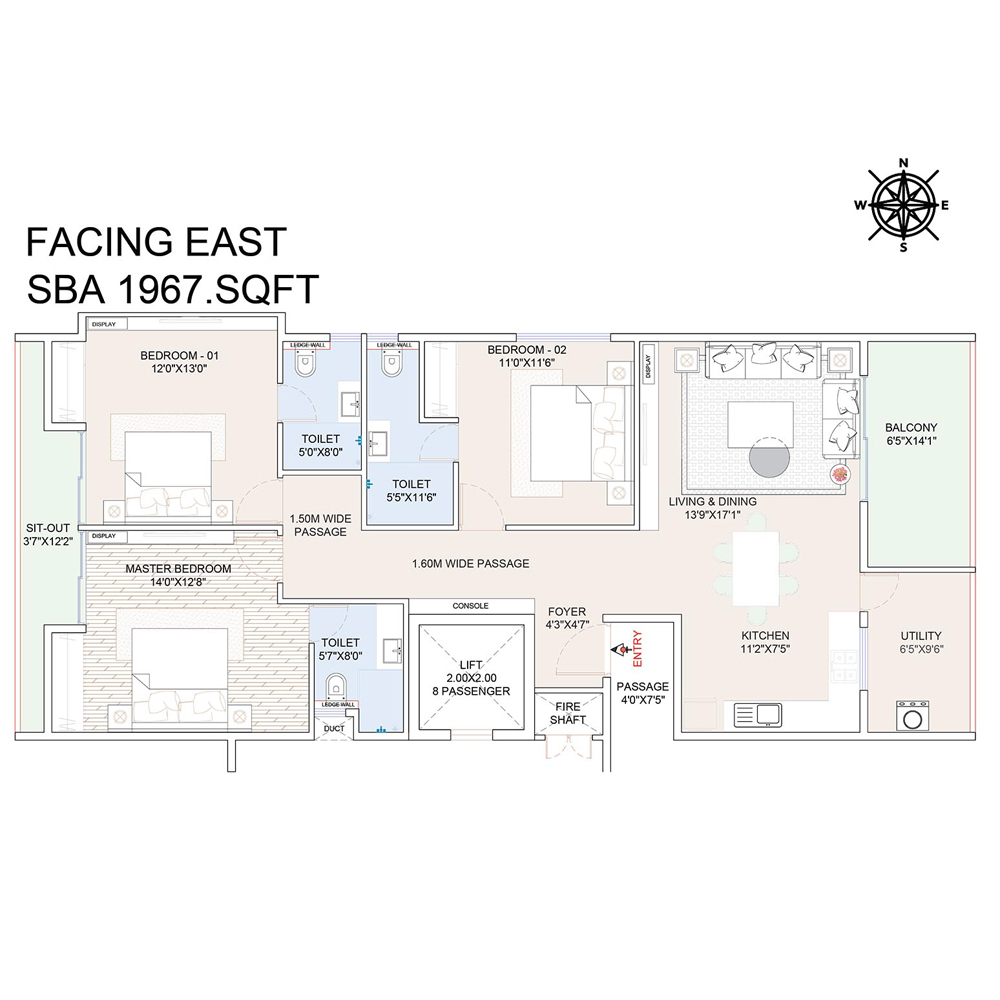 N
W E
S
FACING EAST
SBA 1967.SQFT
DISPLAY
BEDROOM - 01
12'0"X13'0"
LEDGE WALL
LEDGE WALL
BEDROOM - 02
11'0"X11'6"
DISPLAY
TOILET
5'0"X8'0"
TOILET
5'5"X11'6"
BALCONY
6'5"X14'1"
LIVING & DINING
13'9"X17'1"
1.50M WIDE
PASSAGE
SIT-OUT
3'7"X12'2"
DISPLAY
MASTER BEDROOM
14'0"X12'8"
1.60M WIDE PASSAGE
CONSOLE
FOYER
4'3"X4'7"
TOILET
5'7"X8'0"
LIFT
2.00X2.00
8 PASSENGER
ENTRY
PASSAGE
4'0"X7'5"
KITCHEN
11'2"X7'5"
UTILITY
6'5"X9'6"
LEDGE WALL
DUCT
FIRE
SHAFT